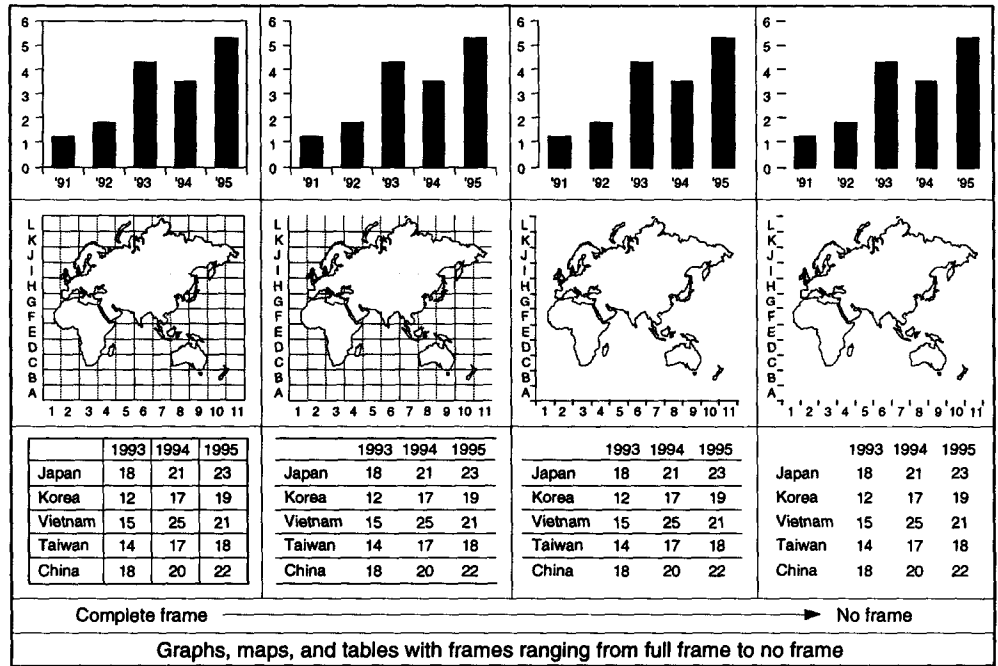 6 6 6 6
5 5 5 5
4 4 4 4
3 3 3 3
2 2 2 2
1 1 1 1
0 0 0 0
'91 '92 '93 '94 '95 '91 '92 '93 '94 '95 '91 '92 '93 '94 '95 '91 '92 '93 '94 '95
L L L L
K K K K
J J J J
I I I I
H H H H
G G G G
F F F F
E E E E
D D D D
C C C C
B B B B
A A A A
1 2 3 4 5 6 7 8 9 10 11 1 2 3 4 5 6 7 8 9 10 11 1 2 3 4 5 6 7 8 9 10 11 1 2 3 4 5 6 7 8 9 10 11
1993 1994 1995 1993 1994 1995 1993 1994 1995 1993 1994 1995
Japan 18 21 23 Japan 18 21 23 Japan 18 21 23 Japan 18 21 23
Korea 12 17 19 Korea 12 17 19 Korea 12 17 19 Korea 12 17 19
Vietnam 15 25 21 Vietnam 15 25 21 Vietnam 15 25 21 Vietnam 15 25 21
Taiwan 14 17 18 Taiwan 14 17 18 Taiwan 14 17 18 Taiwan 14 17 18
China 18 20 22 China 18 20 22 China 18 20 22 China 18 20 22
Complete frame No frame
Graphs, maps, and tables with frames ranging from full frame to no frame